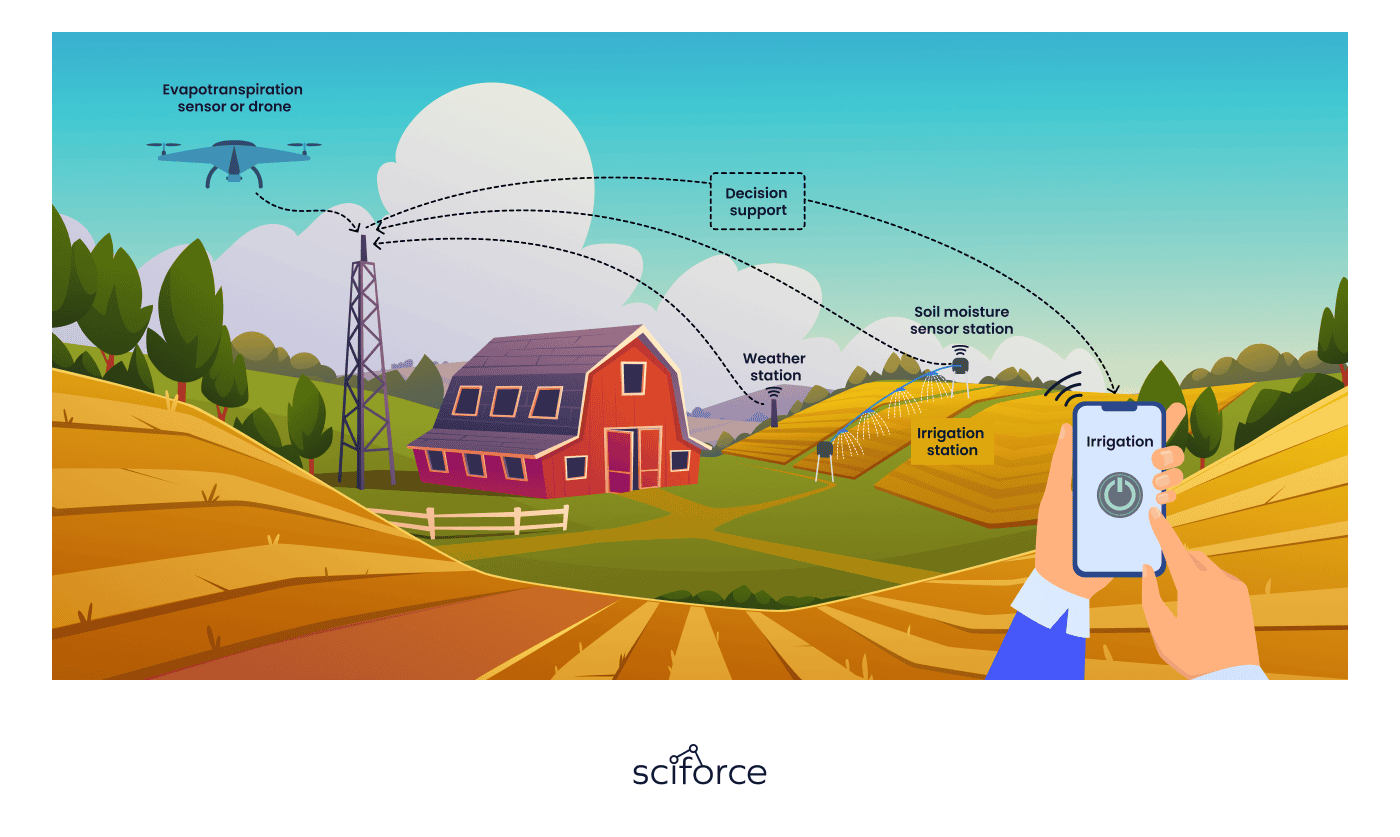 Evapotranspiration
sensor or drone
Decision
support
Soil moisture
sensor station
Weather
station
Irrigation
station
Irrigation
sciforce